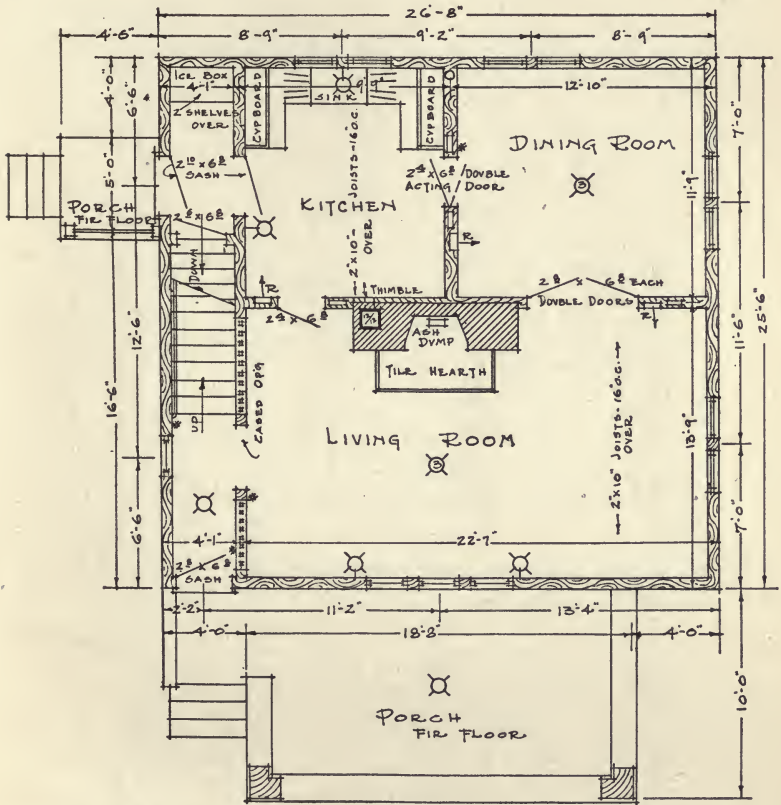 26'-8"
4'-6"
8'-9"
9'-2"
8'-9"
ICE BOX
4'-1"
2 SHELVES
OVER
CUPBOARD
SINK
9'-9"
CUPBOARD
12'-10"
4'-0"
6'-6"
7'-0"
DINING ROOM
2'10 x 6'8
SASH
2"x10" JOISTS-16"O.C.
OVER
2'4 x 6'8 DOUBLE
ACTING DOOR
3
11'-9"
5'-0"
PORCH
FIR FLOOR
KITCHEN
2'8 x 6'8
DOWN
R
R
THIMBLE
2'8 x 6'8 EACH
DOUBLE DOORS
R
2'4 x 6'8
ASH
DUMP
TILE HEARTH
12'-6"
11'-6"
25'-6"
16'-6"
UP
CASED OP'G
LIVING ROOM
3
2"x10" JOISTS-16"O.C.
OVER
13'-9"
6'-6"
7'-0"
4'-1"
22'-7"
2'8 x 6'8
SASH
2'-2"
11'-2"
13'-4"
4'-0"
18'-8"
4'-0"
10'-0"
PORCH
FIR FLOOR